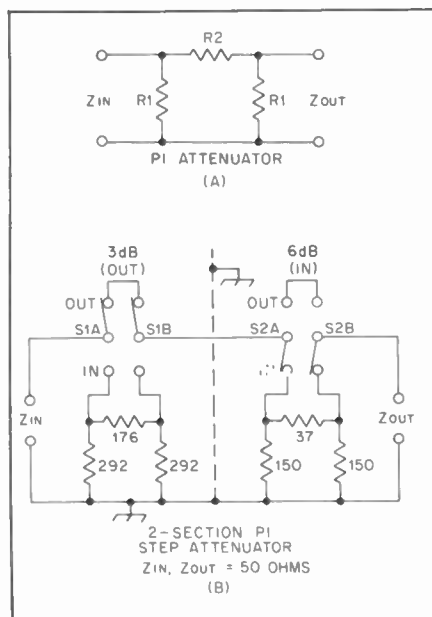 R2
ZIN R1 R1 ZOUT
PI ATTENUATOR
(A)
3dB 6dB
(OUT) (IN)
OUT OUT
S1A S1B S2A S2B
IN
ZIN ZOUT
176 37
292 292 150 150
2-SECTION PI
STEP ATTENUATOR
ZIN, ZOUT = 50 OHMS
(B)